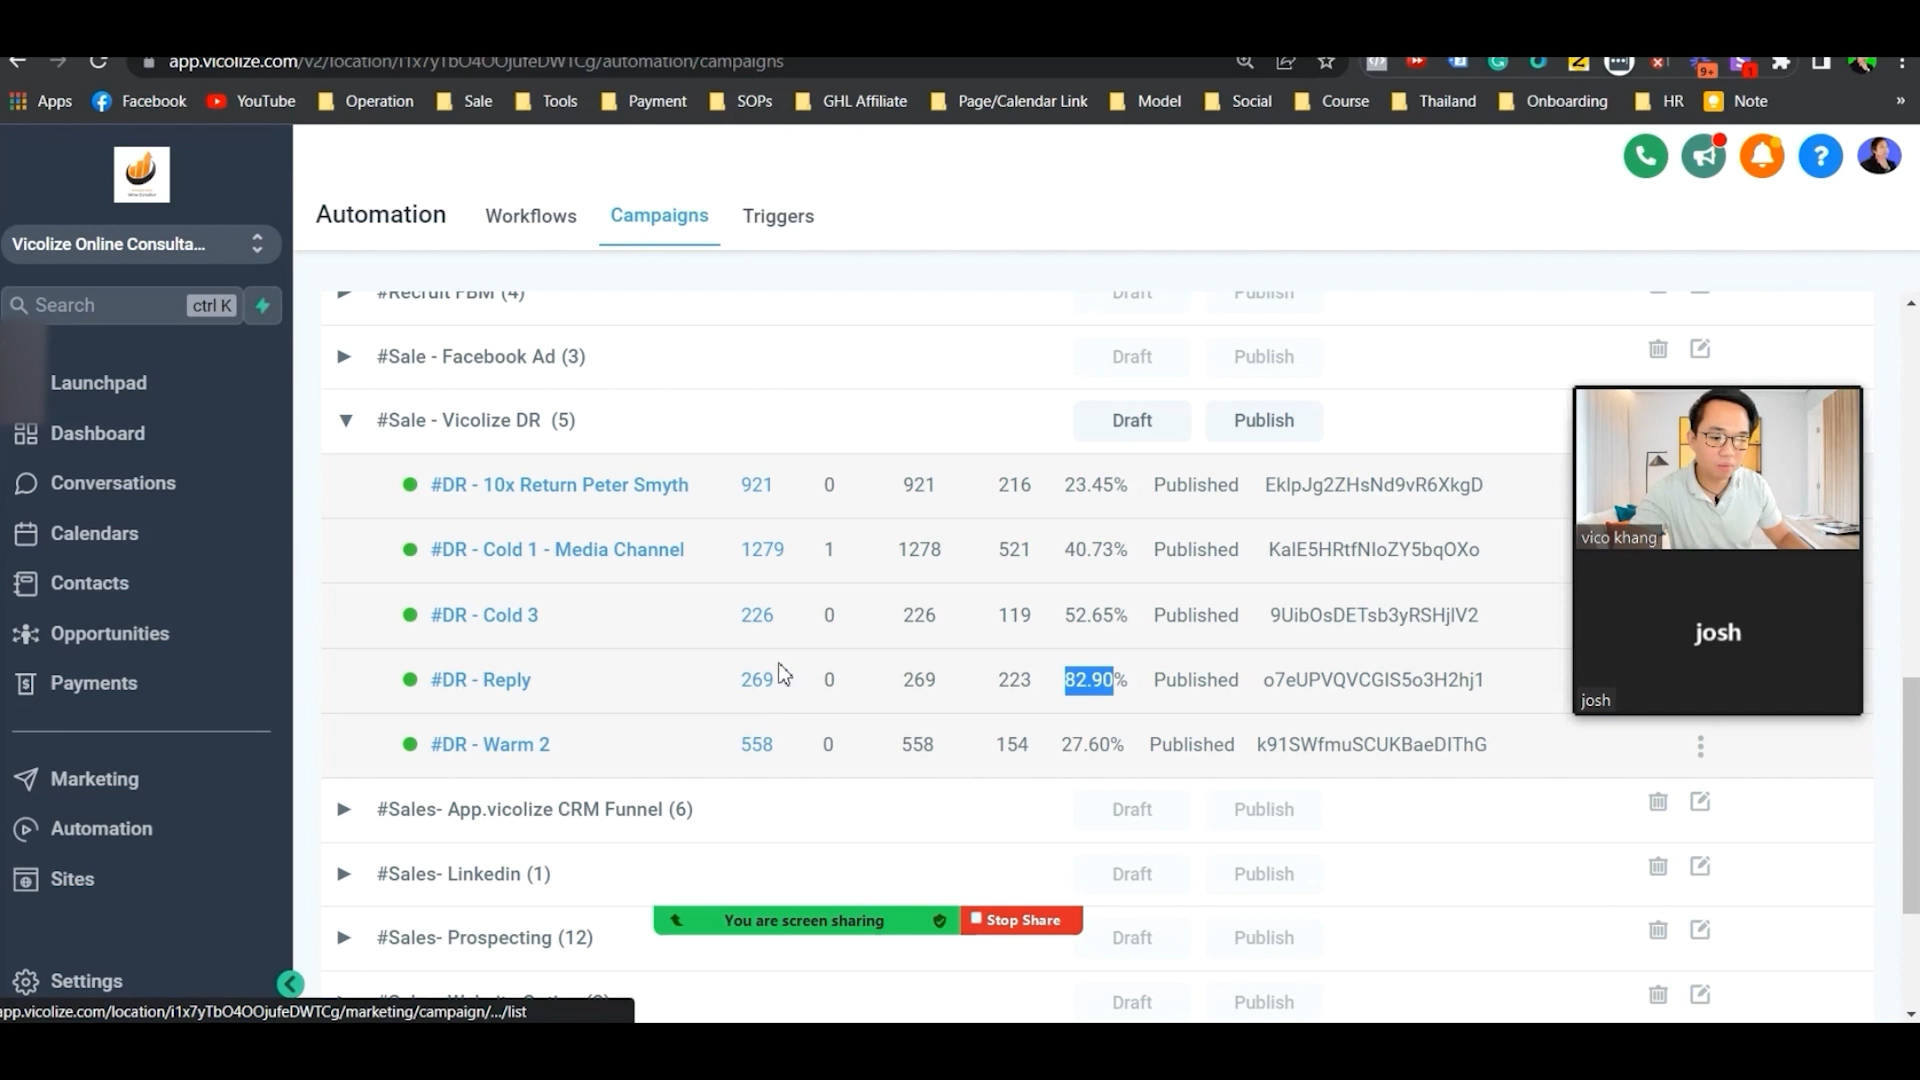 app.vicolize.com/v2/location/i1x7yTbO4OOjufeDWTCg/automation/campaigns
9+
1
Apps Facebook YouTube Operation Sale Tools Payment SOPs GHL Affiliate Page/Calendar Link Model Social Course Thailand Onboarding HR Note »
Vicolize Online Consulta...
Search ctrl K
Launchpad
Dashboard
Conversations
Calendars
Contacts
Opportunities
Payments
Marketing
Automation
Sites
Settings
Automation Workflows Campaigns Triggers
#Recruit FBM (4) Draft Publish
#Sale - Facebook Ad (3) Draft Publish
#Sale - Vicolize DR (5) Draft Publish
#DR - 10x Return Peter Smyth 921 0 921 216 23.45% Published EklpJg2ZHsNd9vR6XkgD
#DR - Cold 1 - Media Channel 1279 1 1278 521 40.73% Published KalE5HRtfNIoZY5bqOXo
#DR - Cold 3 226 0 226 119 52.65% Published 9UibOsDETsb3yRSHjlV2
#DR - Reply 269 0 269 223 82.90% Published o7eUPVQVCGIS5o3H2hj1
#DR - Warm 2 558 0 558 154 27.60% Published k91SWfmuSCUKBaeDIThG
#Sales- App.vicolize CRM Funnel (6) Draft Publish
#Sales- Linkedin (1) Draft Publish
#Sales- Prospecting (12) Draft Publish
Draft Publish
vico khang
josh
josh
You are screen sharing Stop Share
app.vicolize.com/location/i1x7yTbO4OOjufeDWTCg/marketing/campaign/.../list